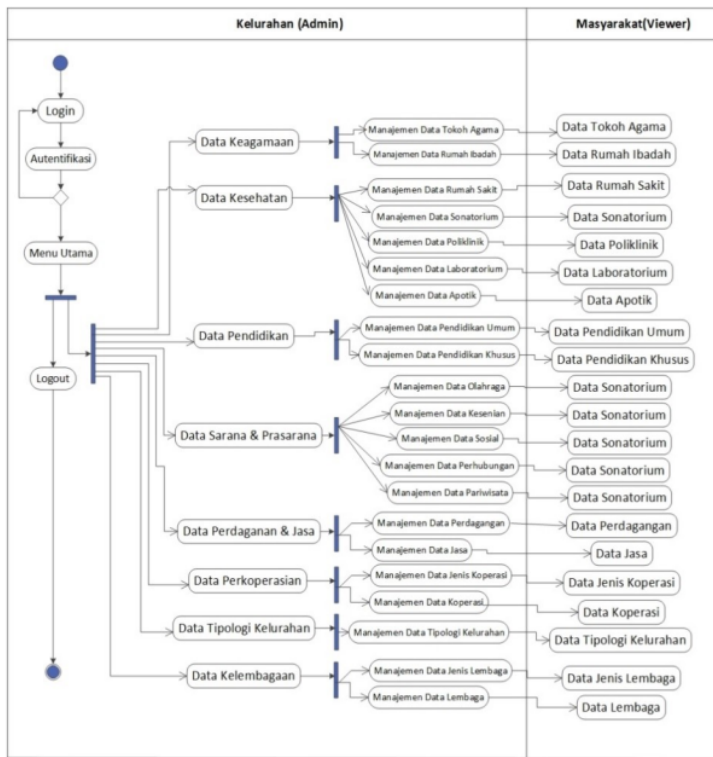 Kelurahan (Admin)
Masyarakat(Viewer)
Login
Autentifikasi
Menu Utama
Logout
Data Keagamaan
Manajemen Data Tokoh Agama
Data Tokoh Agama
Manajemen Data Rumah Ibadah
Data Rumah Ibadah
Data Kesehatan
Manajemen Data Rumah Sakit
Data Rumah Sakit
Manajemen Data Sonatorium
Data Sonatorium
Manajemen Data Poliklinik
Data Poliklinik
Manajemen Data Laboratorium
Data Laboratorium
Manajemen Data Apotik
Data Apotik
Data Pendidikan
Manajemen Data Pendidikan Umum
Data Pendidikan Umum
Manajemen Data Pendidikan Khusus
Data Pendidikan Khusus
Data Sarana & Prasarana
Manajemen Data Olahraga
Data Sonatorium
Manajemen Data Kesenian
Data Sonatorium
Manajemen Data Sosial
Data Sonatorium
Manajemen Data Perhubungan
Data Sonatorium
Manajemen Data Pariwisata
Data Sonatorium
Data Perdaganan & Jasa
Manajemen Data Perdagangan
Data Perdagangan
Manajemen Data Jasa
Data Jasa
Data Perkoperasian
Manajemen Data Jenis Koperasi
Data Jenis Koperasi
Manajemen Data Koperasi
Data Koperasi
Data Tipologi Kelurahan
Manajemen Data Tipologi Kelurahan
Data Tipologi Kelurahan
Data Kelembagaan
Manajemen Data Jenis Lembaga
Data Jenis Lembaga
Manajemen Data Lembaga
Data Lembaga